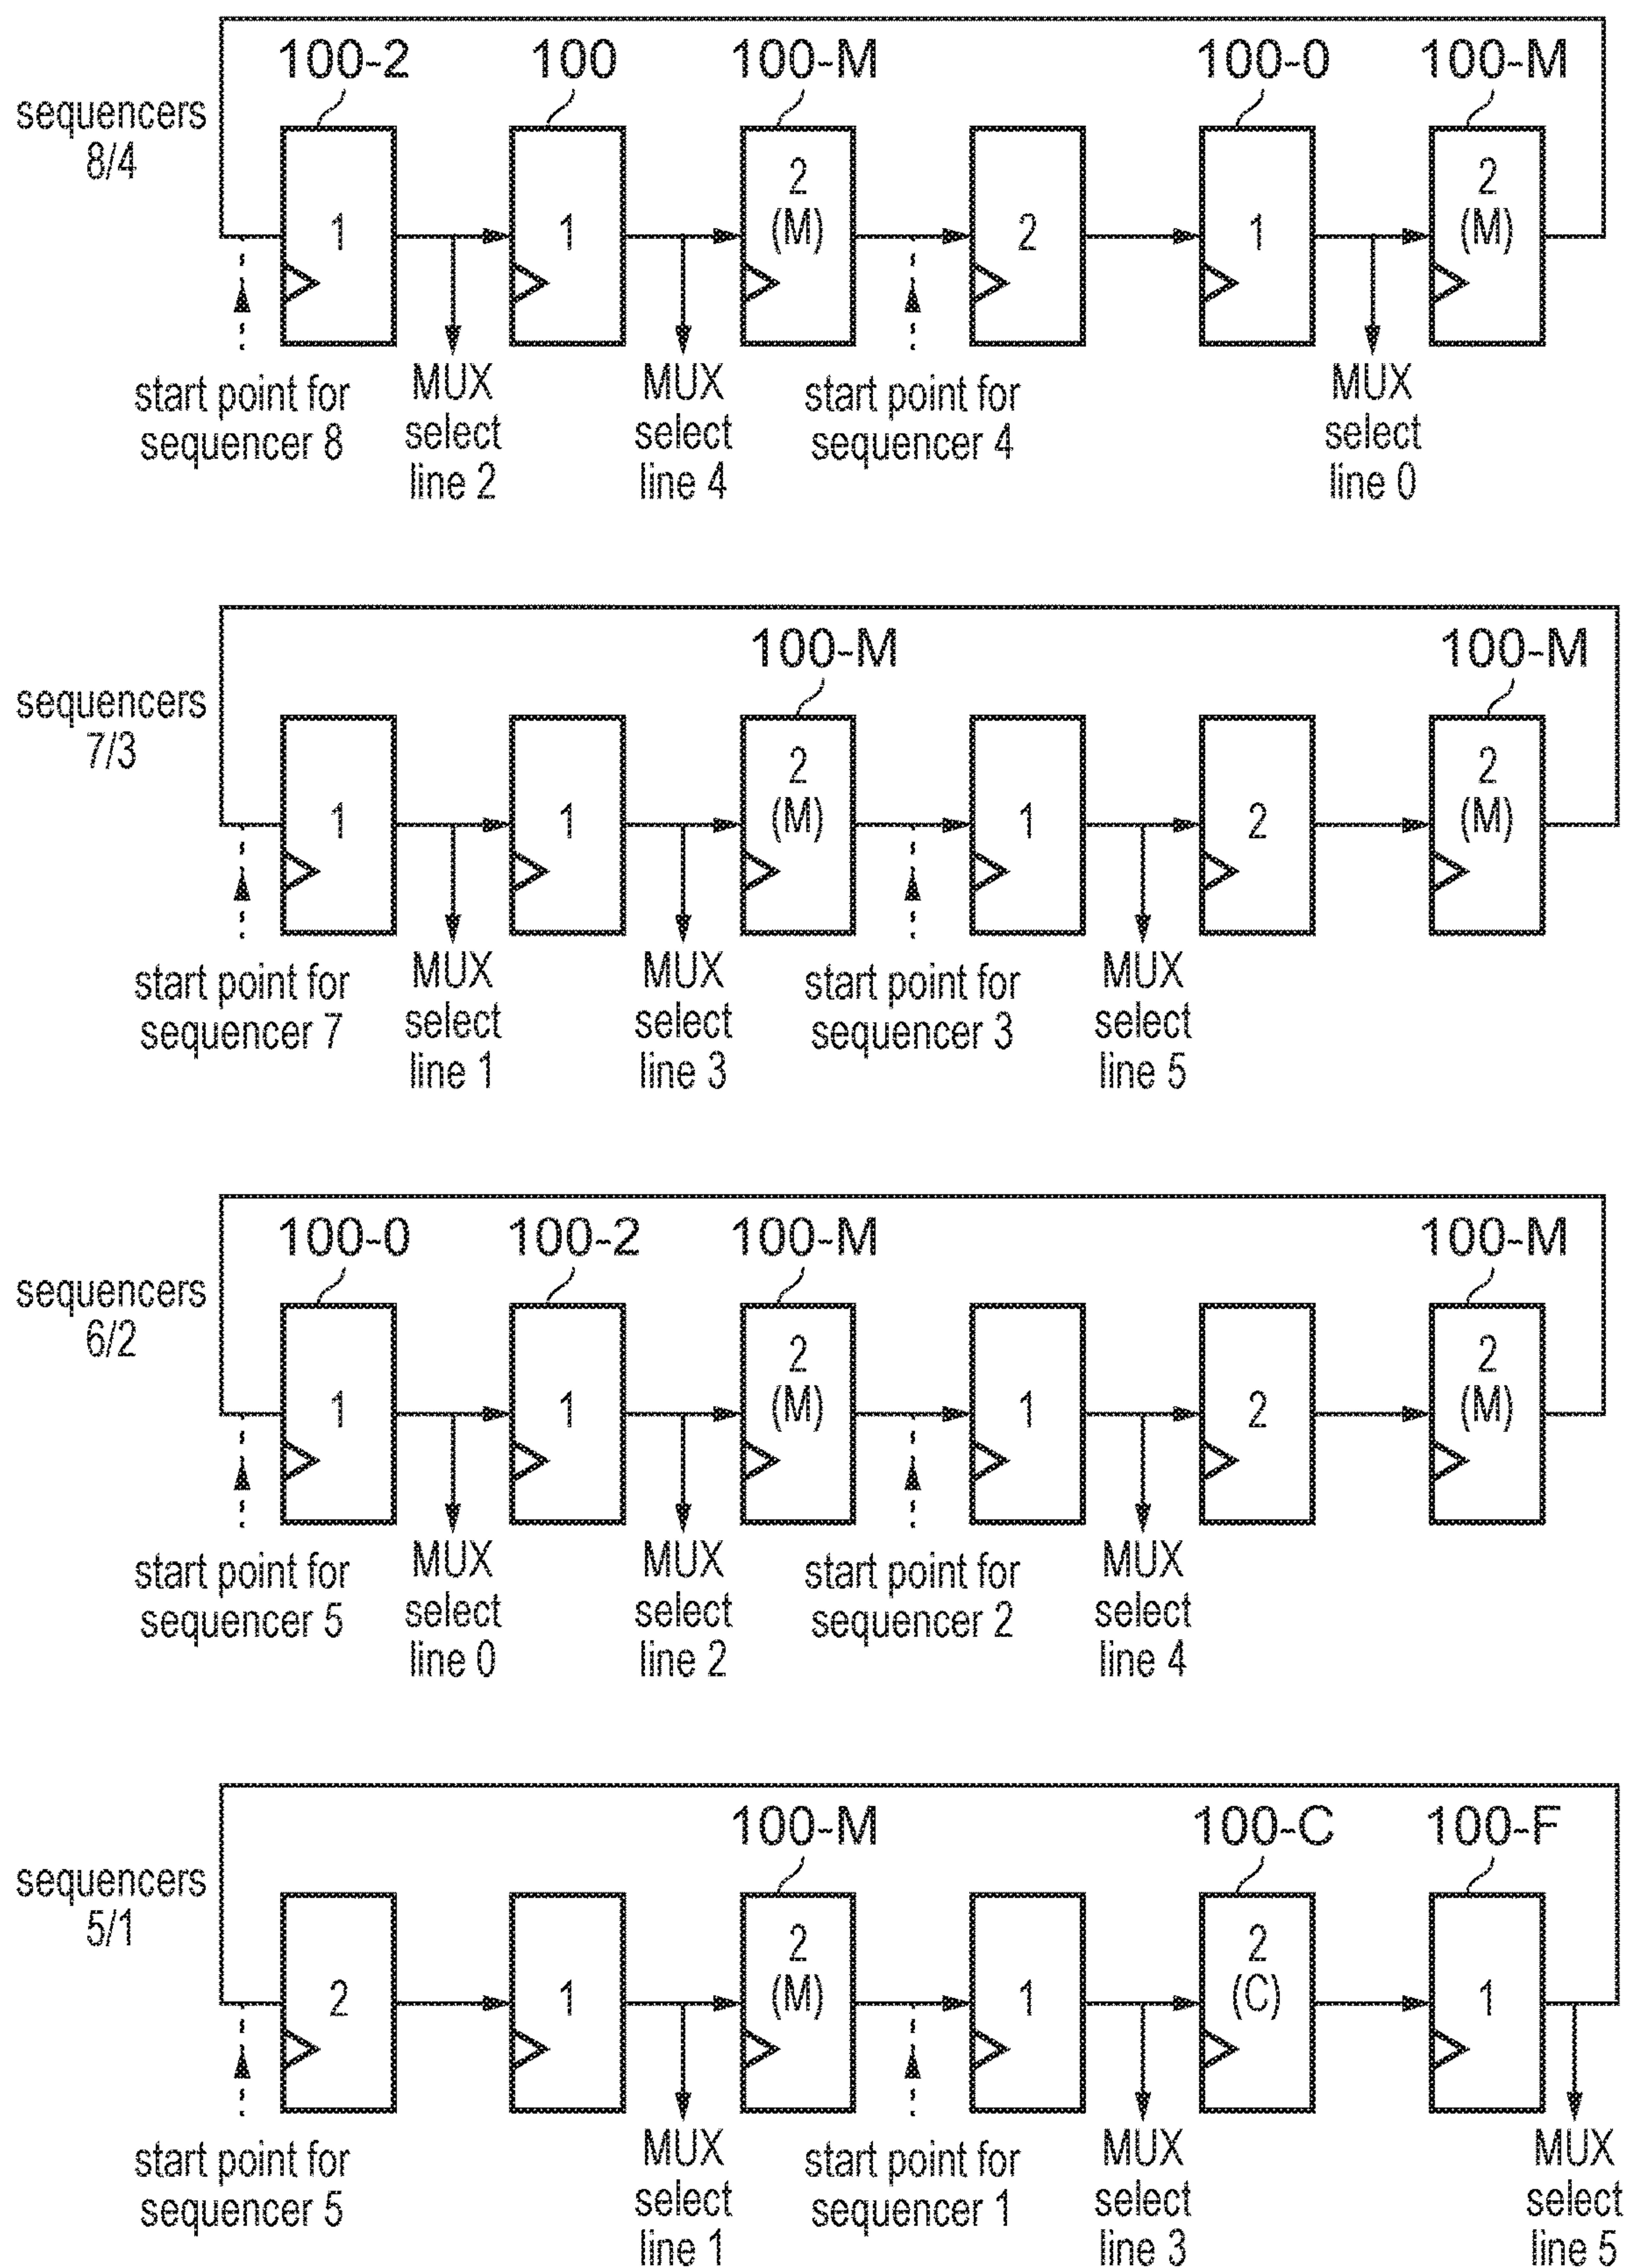 100-2 100 100-M 100-0 100-M
sequencers
8/4
1 1 2
(M) 2 1 2
(M)
start point for
sequencer 8
MUX
select
line 2
MUX
select
line 4
start point for
sequencer 4
MUX
select
line 0
100-M 100-M
sequencers
7/3
1 1 2
(M) 1 2 2
(M)
start point for
sequencer 7
MUX
select
line 1
MUX
select
line 3
start point for
sequencer 3
MUX
select
line 5
100-0 100-2 100-M 100-M
sequencers
6/2
1 1 2
(M) 1 2 2
(M)
start point for
sequencer 5
MUX
select
line 0
MUX
select
line 2
start point for
sequencer 2
MUX
select
line 4
100-M 100-C 100-F
sequencers
5/1
2 1 2
(M) 1 2
(C) 1
start point for
sequencer 5
MUX
select
line 1
start point for
sequencer 1
MUX
select
line 3
MUX
select
line 5